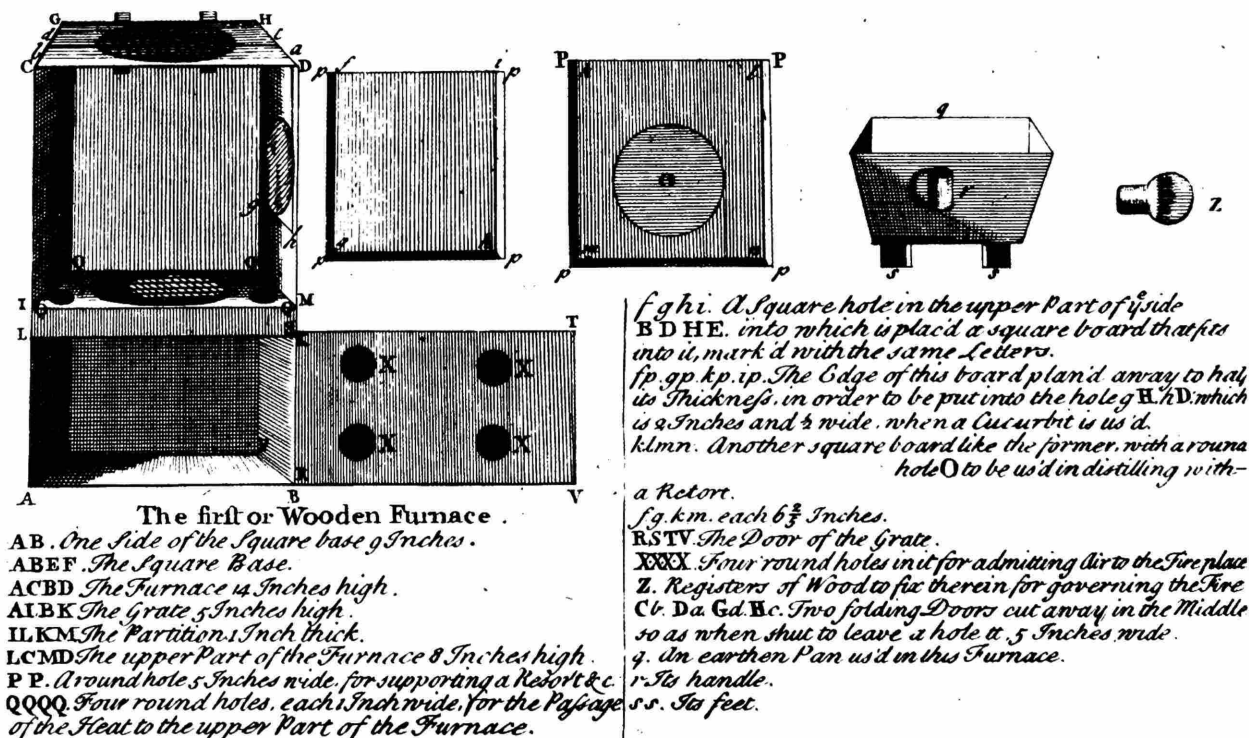 G H
d c
b a
C D
g
h
Q Q
I Q Q M
L K
A B
R
f i
p p
g k
p p
P P
k l
O
m n
p p
q
r
s s
Z
T
X X
X X
V
The first or Wooden Furnace.
AB. One Side of the Square base 9 Inches.
ABEF. The Square Base.
ACBD The Furnace 14 Inches high.
AIBK The Grate 5 Inches high.
ILKM The Partition 1 Inch thick.
LCMD The upper Part of the Furnace 8 Inches high.
PP. A round hole 5 Inches wide, for supporting a Retort &c.
QQQQ. Four round holes, each 1 Inch wide, for the Passage
of the Heat to the upper Part of the Furnace.
f g h i. A Square hole in the upper Part of yͤ side
BDHE. into which is plac'd a square board that fits
into it, mark'd with the same Letters.
fp. gp. kp. ip. The Edge of this board plan'd away to half
its Thickness, in order to be put into the hole g H. h D. which
is 2 Inches and ½ wide, when a Cucurbit is us'd.
klmn. Another square board like the former, with a round
hole O to be us'd in distilling with-
a Retort.
fg. km. each 6⅔ Inches.
RSTV. The Door of the Grate.
XXXX. Four round holes in it for admitting Air to the Fire place
Z. Registers of Wood to fix therein for governing the Fire
Cb. Da. Gd. Hc. Two folding Doors cut away in the Middle
so as when shut to leave a hole tt. 5 Inches wide.
q. An earthen Pan us'd in this Furnace.
r Its handle.
s s. Its feet.